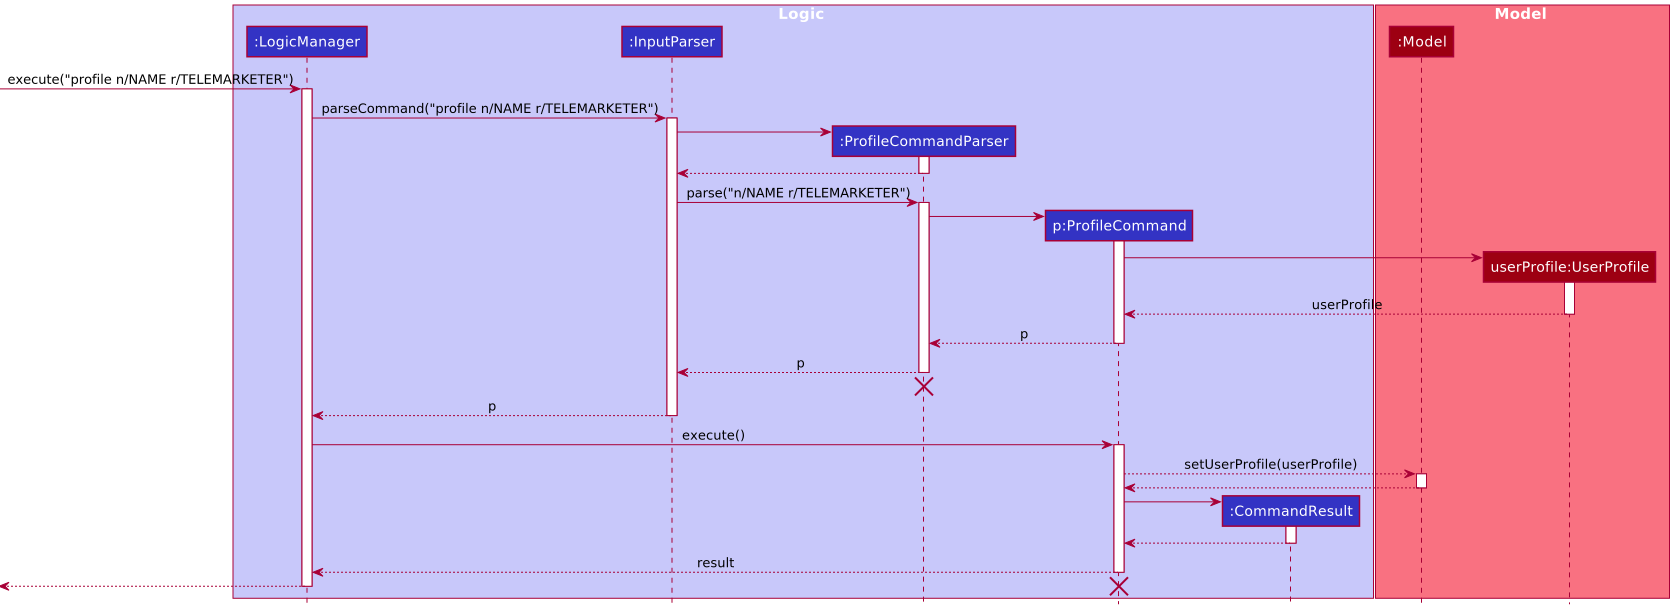 Logic
Model
:LogicManager
:InputParser
:Model
execute("profile n/NAME r/TELEMARKETER")
parseCommand("profile n/NAME r/TELEMARKETER")
:ProfileCommandParser
parse("n/NAME r/TELEMARKETER")
p:ProfileCommand
userProfile:UserProfile
userProfile
p
p
p
execute()
setUserProfile(userProfile)
:CommandResult
result